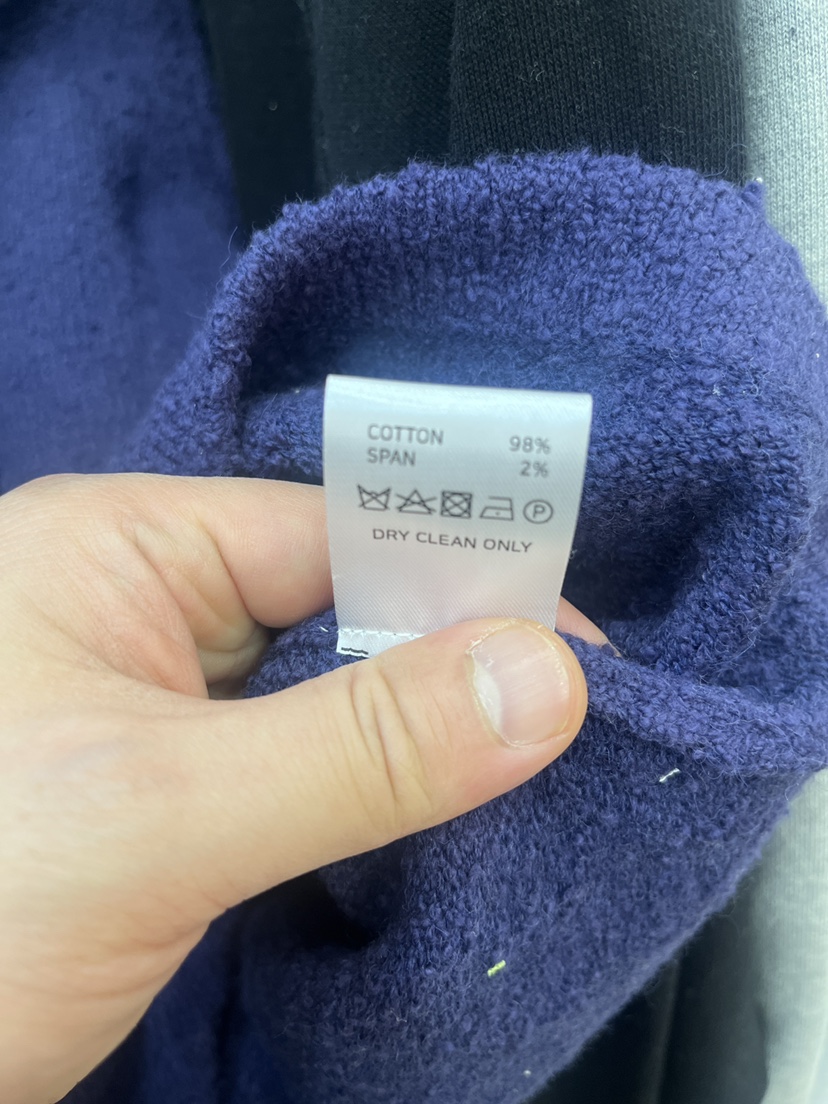 COTTON 98%
SPAN 2%
P
DRY CLEAN ONLY